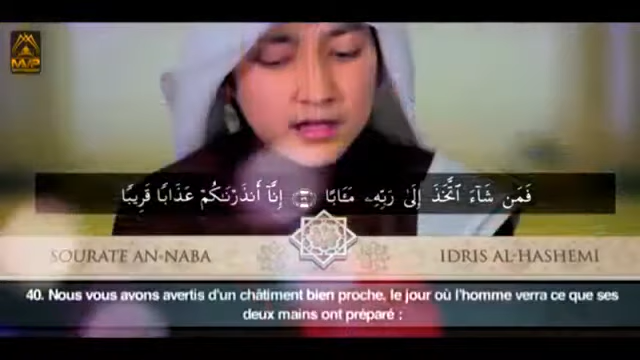 MVP
فَمَن شَآءَ ٱتَّخَذَ إِلَىٰ رَبِّهِۦ مَـَٔابًا ۝ إِنَّآ أَنذَرْنَـٰكُمْ عَذَابًا قَرِيبًا
SOURATE AN-NABA
IDRIS AL-HASHEMI
40. Nous vous avons avertis d'un châtiment bien proche, le jour où l'homme verra ce que ses
deux mains ont préparé ;